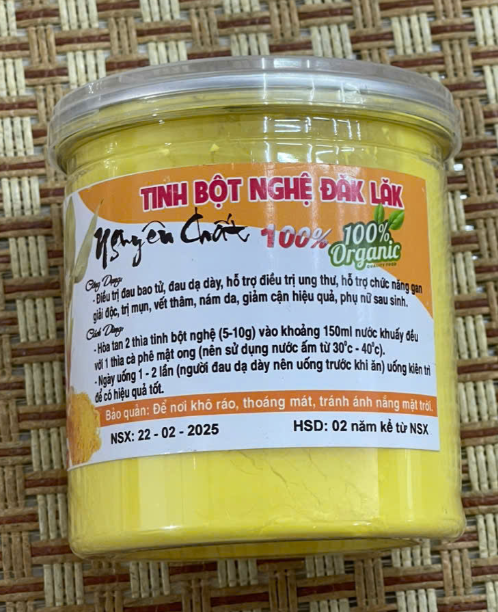 TINH BỘT NGHỆ ĐĂK LĂK
Nguyên Chất 100%
100%
Organic
Công Dụng:
- Điều trị đau bao tử, đau dạ dày, hỗ trợ điều trị ung thư, hỗ trợ chức năng gan
giải độc, trị mụn, vết thâm, nám da, giảm cận hiệu quả, phụ nữ sau sinh.
Cách Dùng:
- Hòa tan 2 thìa tinh bột nghệ (5-10g) vào khoảng 150ml nước khuấy đều
với 1 thìa cà phê mật ong (nên sử dụng nước ấm từ 30°c - 40°c).
- Ngày uống 1 - 2 lần (người đau dạ dày nên uống trước khi ăn) uống kiên trì
để có hiệu quả tốt.
Bảo quản: Để nơi khô ráo, thoáng mát, tránh ánh nắng mặt trời.
NSX: 22 - 02 - 2025 HSD: 02 năm kể từ NSX